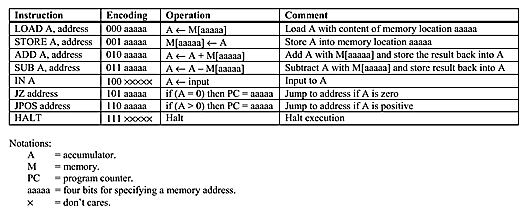 Instruction Encoding Operation Comment
LOAD A, address 000 aaaaa A ← M[aaaaa] Load A with content of memory location aaaaa
STORE A, address 001 aaaaa M[aaaaa] ← A Store A into memory location aaaaa
ADD A, address 010 aaaaa A ← A + M[aaaaa] Add A with M[aaaaa] and store the result back into A
SUB A, address 011 aaaaa A ← A – M[aaaaa] Subtract A with M[aaaaa] and store result back into A
IN A 100 ××××× A ← input Input to A
JZ address 101 aaaaa if (A = 0) then PC = aaaaa Jump to address if A is zero
JPOS address 110 aaaaa if (A > 0) then PC = aaaaa Jump to address if A is positive
HALT 111 ××××× Halt Halt execution
Notations:
A = accumulator.
M = memory.
PC = program counter.
aaaaa = four bits for specifying a memory address.
× = don't cares.